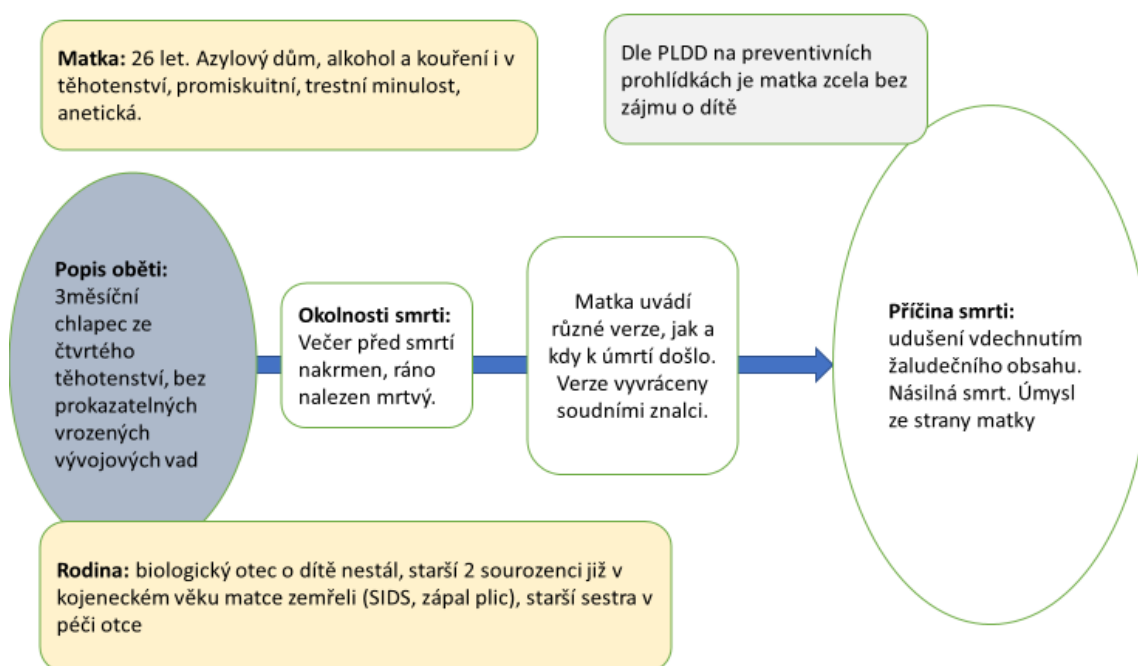 Matka: 26 let. Azylový dům, alkohol a kouření i v
těhotenství, promiskuitní, trestní minulost,
anetická.
Dle PLDD na preventivních
prohlídkách je matka zcela bez
zájmu o dítě
Popis oběti:
3měsíční
chlapec ze
čtvrtého
těhotenství, bez
prokazatelných
vrozených
vývojových vad
Okolnosti smrti:
Večer před smrtí
nakrmen, ráno
nalezen mrtvý.
Matka uvádí
různé verze, jak a
kdy k úmrtí došlo.
Verze vyvráceny
soudními znalci.
Příčina smrti:
udušení vdechnutím
žaludečního obsahu.
Násilná smrt. Úmysl
ze strany matky
Rodina: biologický otec o dítě nestál, starší 2 sourozenci již v
kojeneckém věku matce zemřeli (SIDS, zápal plic), starší sestra v
péči otce